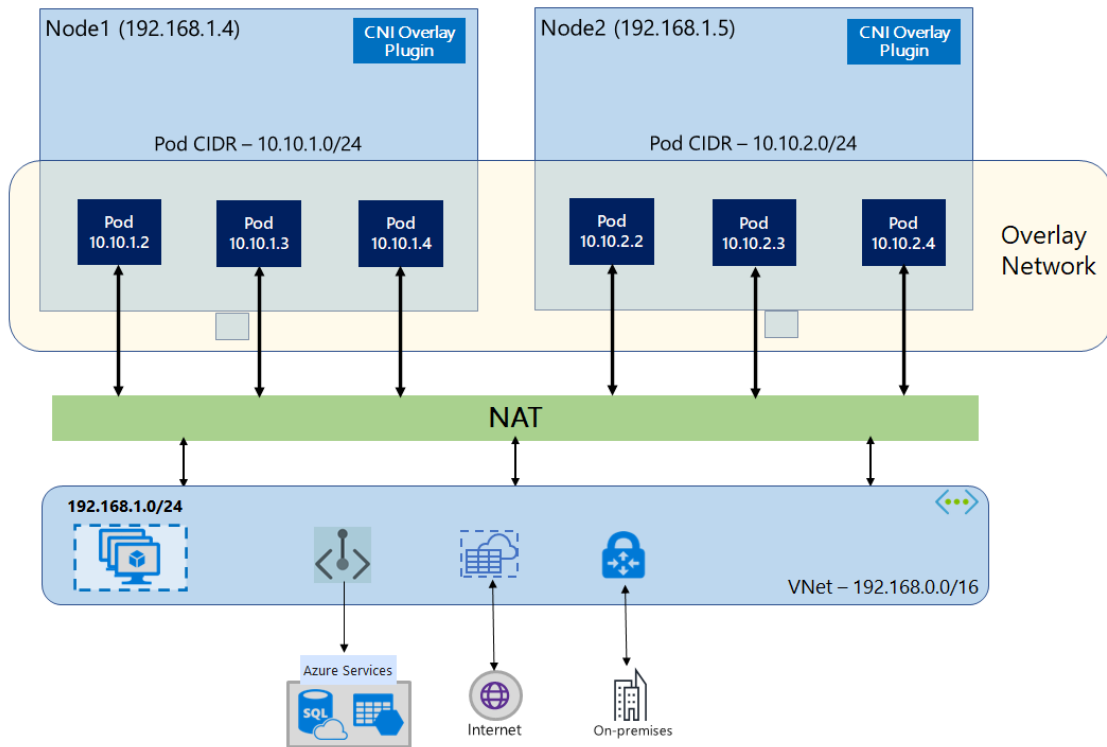 Node1 (192.168.1.4)
CNI Overlay
Plugin
Pod CIDR – 10.10.1.0/24
Node2 (192.168.1.5)
CNI Overlay
Plugin
Pod CIDR – 10.10.2.0/24
Pod
10.10.1.2
Pod
10.10.1.3
Pod
10.10.1.4
Pod
10.10.2.2
Pod
10.10.2.3
Pod
10.10.2.4
Overlay
Network
NAT
192.168.1.0/24
VNet – 192.168.0.0/16
Azure Services
SQL
Internet
On-premises